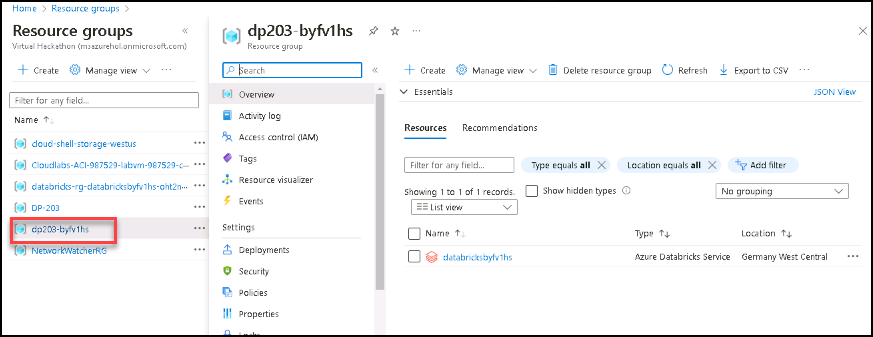 Home > Resource groups >
Resource groups
Virtual Hackathon (msazurehol.onmicrosoft.com)
Create Manage view ...
Filter for any field...
Name
cloud-shell-storage-westus ...
Cloudlabs-ACI-987529-labvm-987529-c... ...
databricks-rg-databricksbyfv1hs-oht2n... ...
DP-203 ...
dp203-byfv1hs ...
NetworkWatcherRG ...
dp203-byfv1hs ...
Resource group
Search
Overview
Activity log
Access control (IAM)
Tags
Resource visualizer
Events
Settings
Deployments
Security
Policies
Properties
Locks
Create Manage view Delete resource group Refresh Export to CSV ...
Essentials JSON View
Resources Recommendations
Filter for any field... Type equals all Location equals all Add filter
Showing 1 to 1 of 1 records. Show hidden types No grouping
List view
Name Type Location
databricksbyfv1hs Azure Databricks Service Germany West Central ...